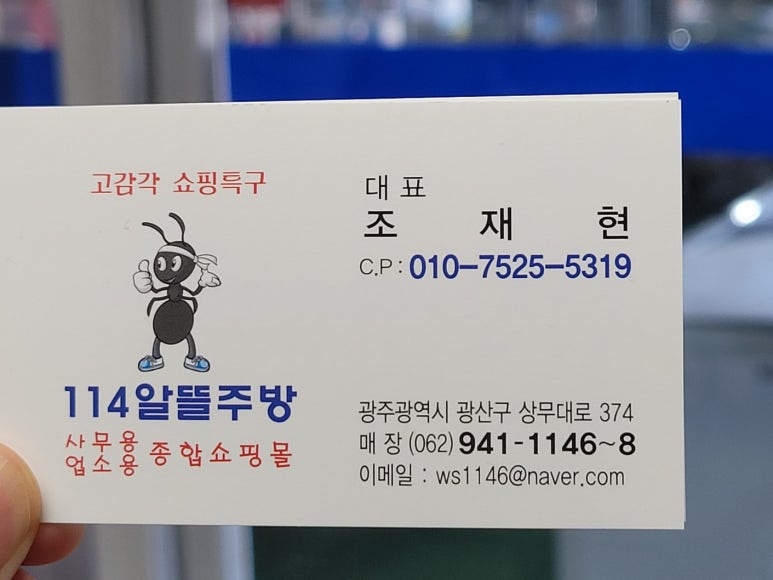 고감각 쇼핑특구
114알뜰주방
사무용
업소용 종합쇼핑몰
대표
조재현
C.P : 010-7525-5319
광주광역시 광산구 상무대로 374
매 장 (062) 941-1146~8
이메일 : ws1146@naver.com